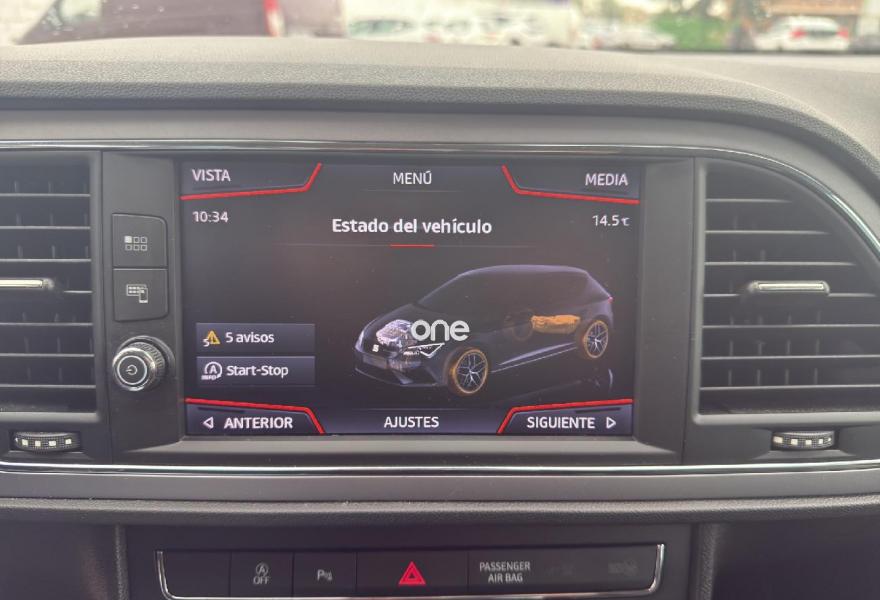 VISTA
MENÚ
MEDIA
10:34
Estado del vehículo
14.5℃
one
5 avisos
Start-Stop
ANTERIOR
AJUSTES
SIGUIENTE
OFF
PASSENGER
AIR BAG